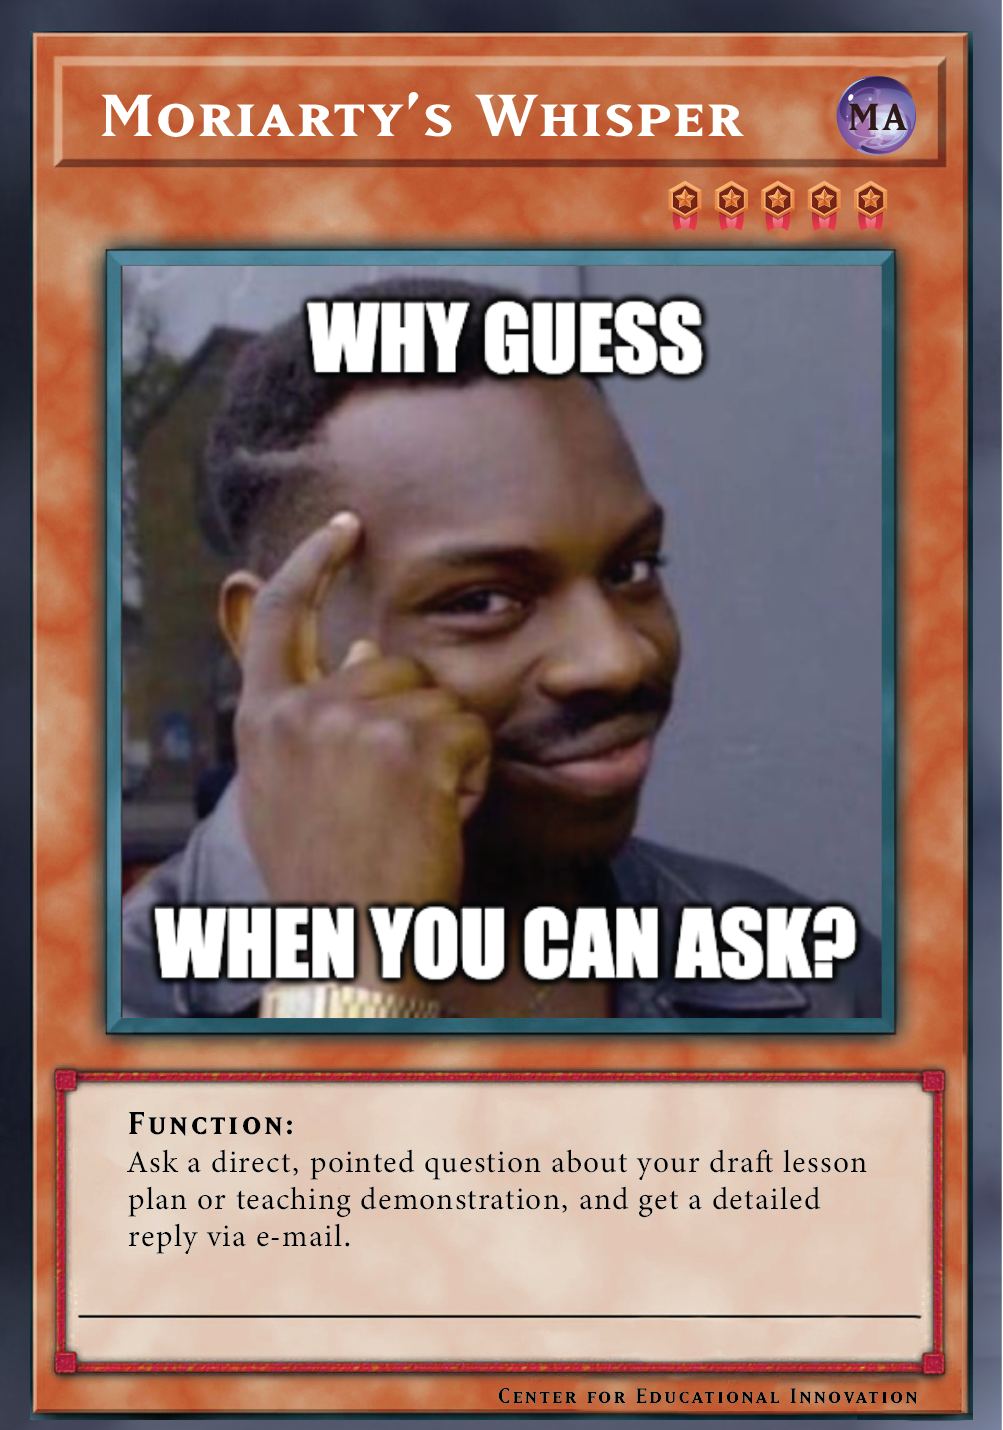 Moriarty's Whisper
MA
WHY GUESS
WHEN YOU CAN ASK?
Function:
Ask a direct, pointed question about your draft lesson
plan or teaching demonstration, and get a detailed
reply via e-mail.
Center for Educational Innovation